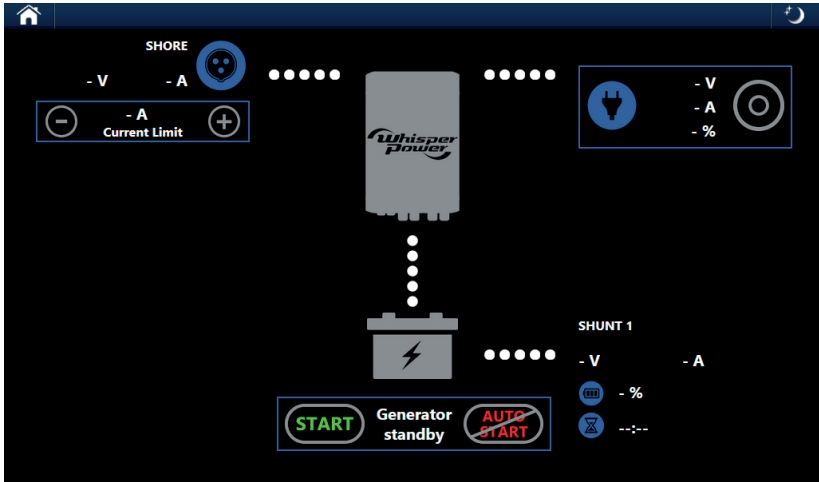 SHORE
- V - A
- A
Current Limit
Whisper
Power
- V
- A
- %
SHUNT 1
- V - A
- %
--:--
START
Generator
standby
AUTO
START